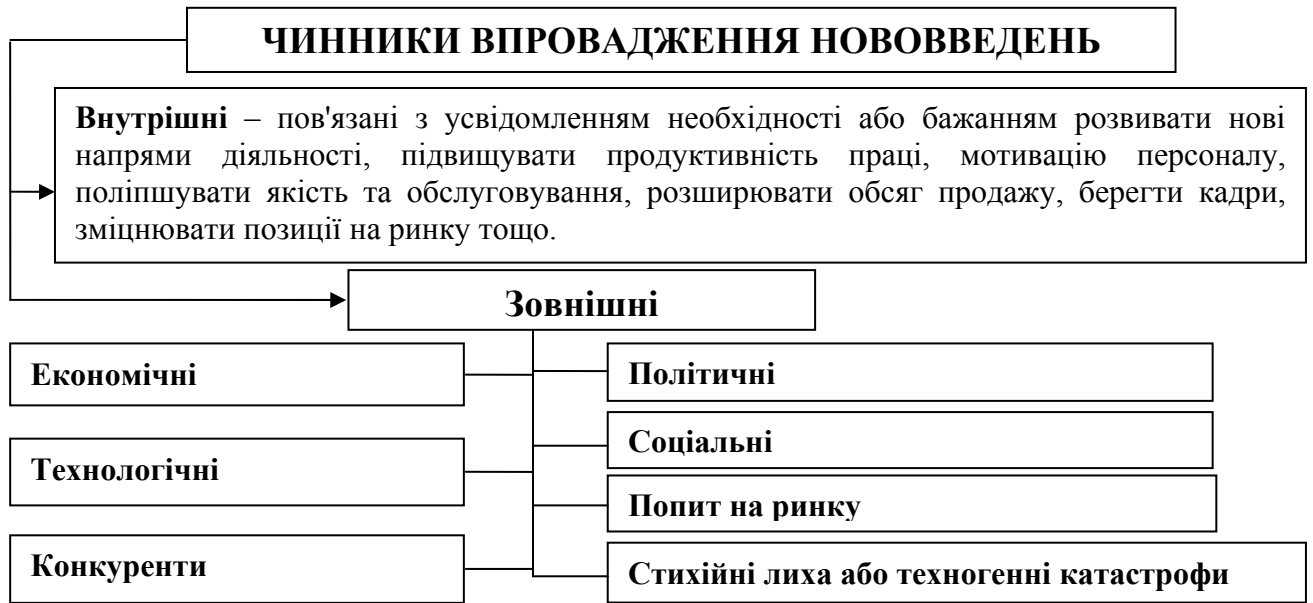 ЧИННИКИ ВПРОВАДЖЕННЯ НОВОВВЕДЕНЬ
Внутрішні – пов'язані з усвідомленням необхідності або бажанням розвивати нові
напрями діяльності, підвищувати продуктивність праці, мотивацію персоналу,
поліпшувати якість та обслуговування, розширювати обсяг продажу, берегти кадри,
зміцнювати позиції на ринку тощо.
Зовнішні
Економічні
Політичні
Соціальні
Технологічні
Попит на ринку
Конкуренти
Стихійні лиха або техногенні катастрофи